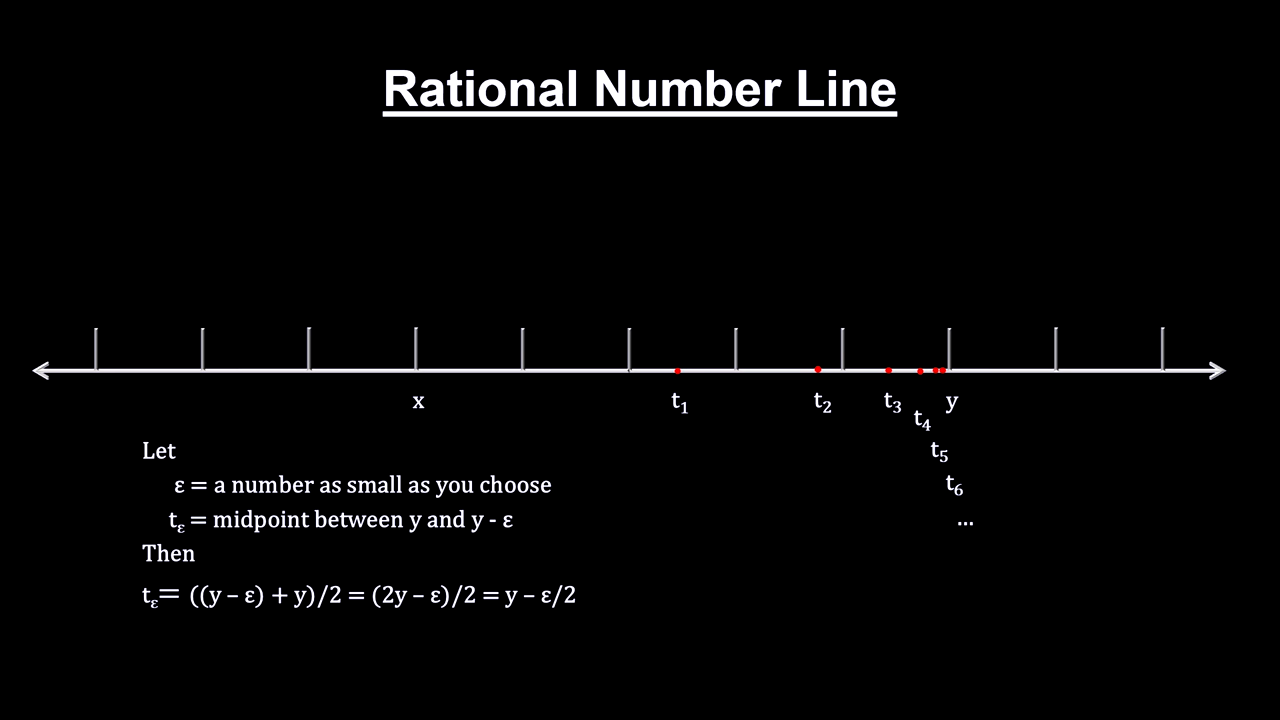 Rational Number Line
x t₁ t₂ t₃ y
t₄
Let t₅
ε = a number as small as you choose t₆
tε = midpoint between y and y - ε ...
Then
tε= ((y – ε) + y)/2 = (2y – ε)/2 = y – ε/2